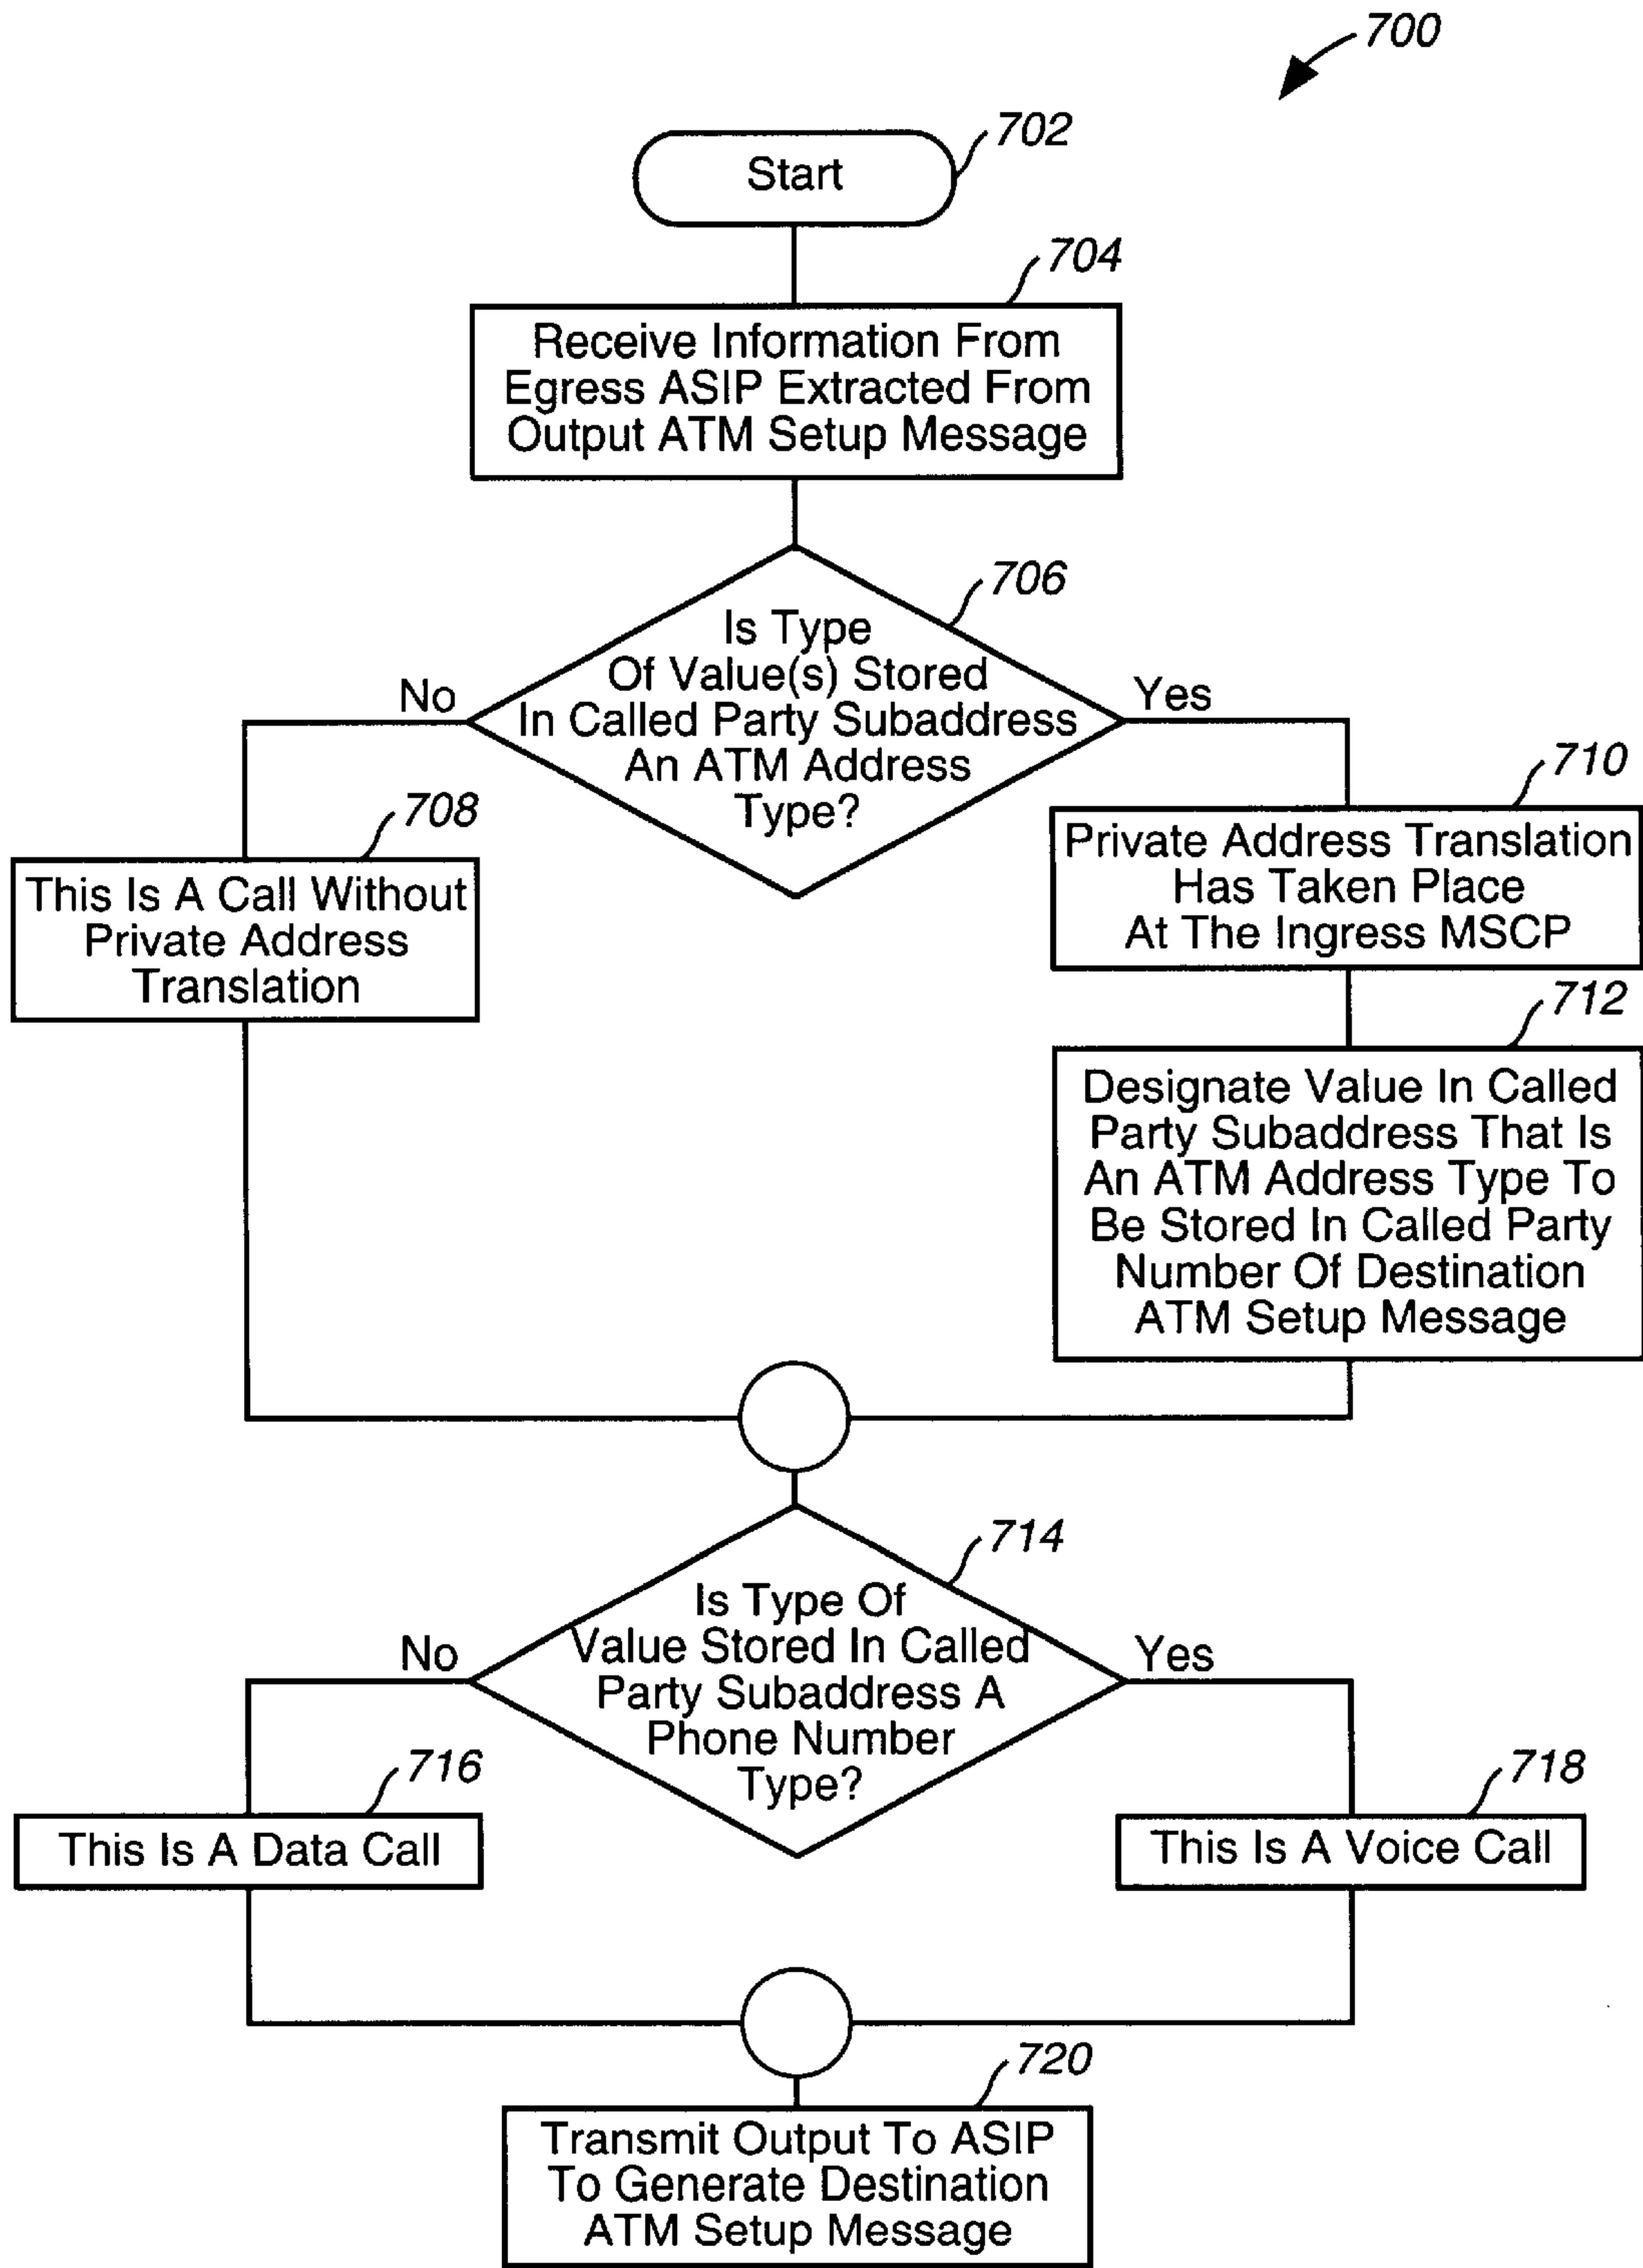 700
702
Start
704
Receive Information From
Egress ASIP Extracted From
Output ATM Setup Message
706
Is Type
Of Value(s) Stored
In Called Party Subaddress
An ATM Address
Type?
No
Yes
708
This Is A Call Without
Private Address
Translation
710
Private Address Translation
Has Taken Place
At The Ingress MSCP
712
Designate Value In Called
Party Subaddress That Is
An ATM Address Type To
Be Stored In Called Party
Number Of Destination
ATM Setup Message
714
Is Type Of
Value Stored In Called
Party Subaddress A
Phone Number
Type?
No
Yes
716
This Is A Data Call
718
This Is A Voice Call
720
Transmit Output To ASIP
To Generate Destination
ATM Setup Message